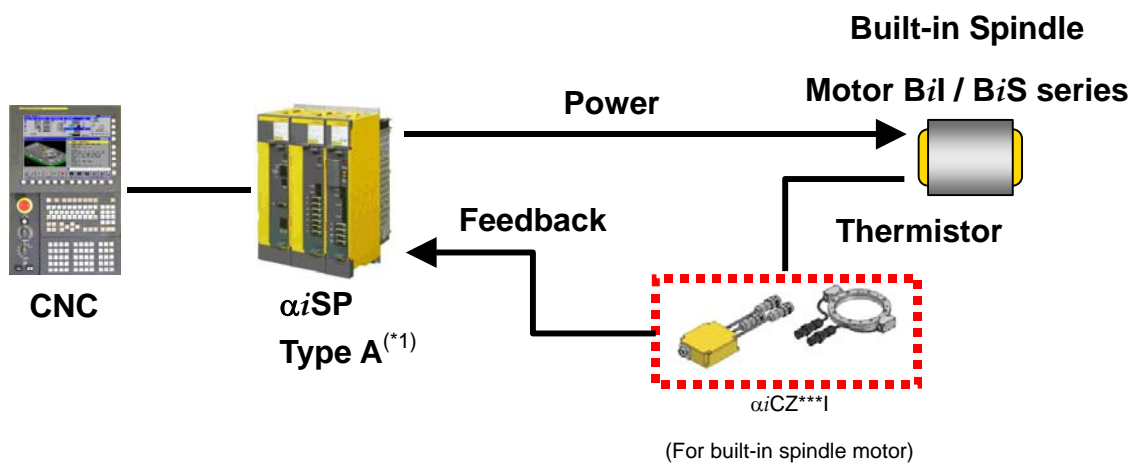 Built-in Spindle
Motor BiI / BiS series
Power
Feedback
Thermistor
CNC
αiSP
Type A(*1)
αiCZ***I
(For built-in spindle motor)